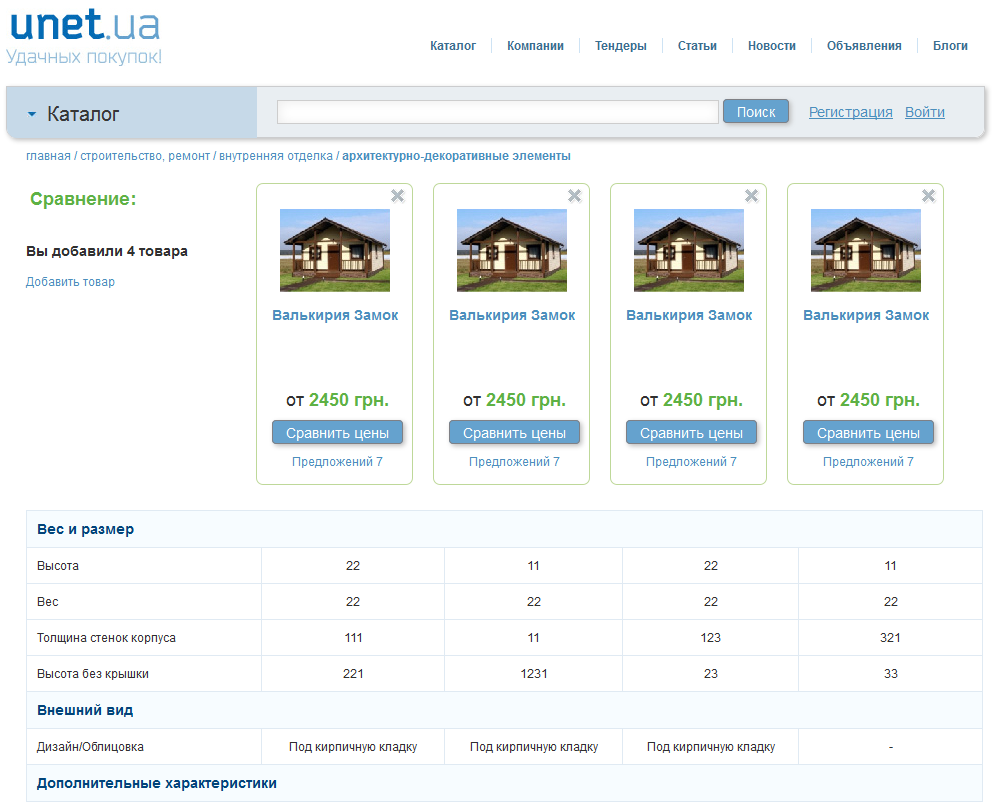 unet.ua
Удачных покупок!
Каталог Компании Тендеры Статьи Новости Объявления Блоги
Каталог Поиск Регистрация Войти
главная / строительство, ремонт / внутренняя отделка / архитектурно-декоративные элементы
Сравнение:
Вы добавили 4 товара
Добавить товар
Валькирия Замок Валькирия Замок Валькирия Замок Валькирия Замок
от 2450 грн. от 2450 грн. от 2450 грн. от 2450 грн.
Сравнить цены Сравнить цены Сравнить цены Сравнить цены
Предложений 7 Предложений 7 Предложений 7 Предложений 7
Вес и размер
Высота 22 11 22 11
Вес 22 22 22 22
Толщина стенок корпуса 111 11 123 321
Высота без крышки 221 1231 23 33
Внешний вид
Дизайн/Облицовка Под кирпичную кладку Под кирпичную кладку Под кирпичную кладку -
Дополнительные характеристики